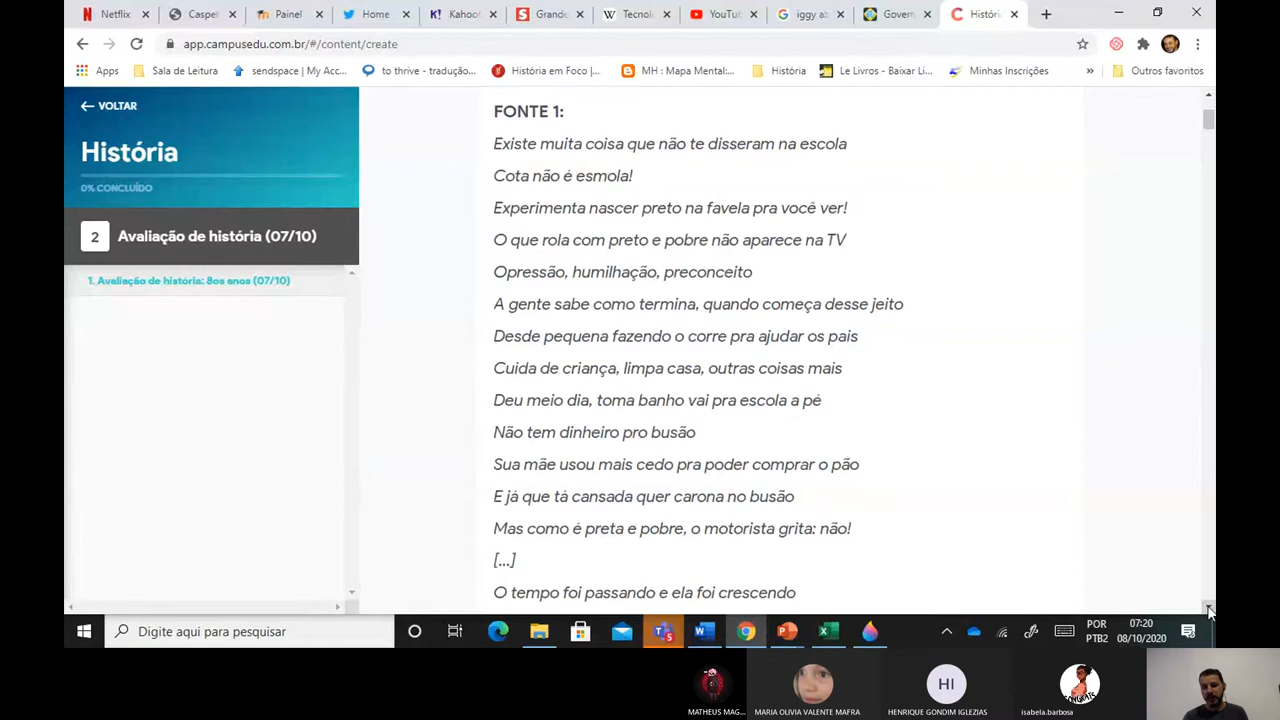 Netflix
Casper
Painel
Home
Kahoot
Grande
Tecnolo
YouTube
iggy ab
Govern
Históri
app.campusedu.com.br/#/content/create
Apps
Sala de Leitura
sendspace | My Acc...
to thrive - tradução...
História em Foco |...
MH : Mapa Mental:...
História
Le Livros - Baixar Li...
Minhas Inscrições
»
Outros favoritos
← VOLTAR
História
0% CONCLUÍDO
2 Avaliação de história (07/10)
1. Avaliação de história: 8os anos (07/10)
FONTE 1:
Existe muita coisa que não te disseram na escola
Cota não é esmola!
Experimenta nascer preto na favela pra você ver!
O que rola com preto e pobre não aparece na TV
Opressão, humilhação, preconceito
A gente sabe como termina, quando começa desse jeito
Desde pequena fazendo o corre pra ajudar os pais
Cuida de criança, limpa casa, outras coisas mais
Deu meio dia, toma banho vai pra escola a pé
Não tem dinheiro pro busão
Sua mãe usou mais cedo pra poder comprar o pão
E já que tá cansada quer carona no busão
Mas como é preta e pobre, o motorista grita: não!
[...]
O tempo foi passando e ela foi crescendo
Digite aqui para pesquisar
POR
PTB2
07:20
08/10/2020
MATHEUS MAG...
MARIA OLIVIA VALENTE MAFRA
HI
HENRIQUE GONDIM IGLEZIAS
isabela.barbosa